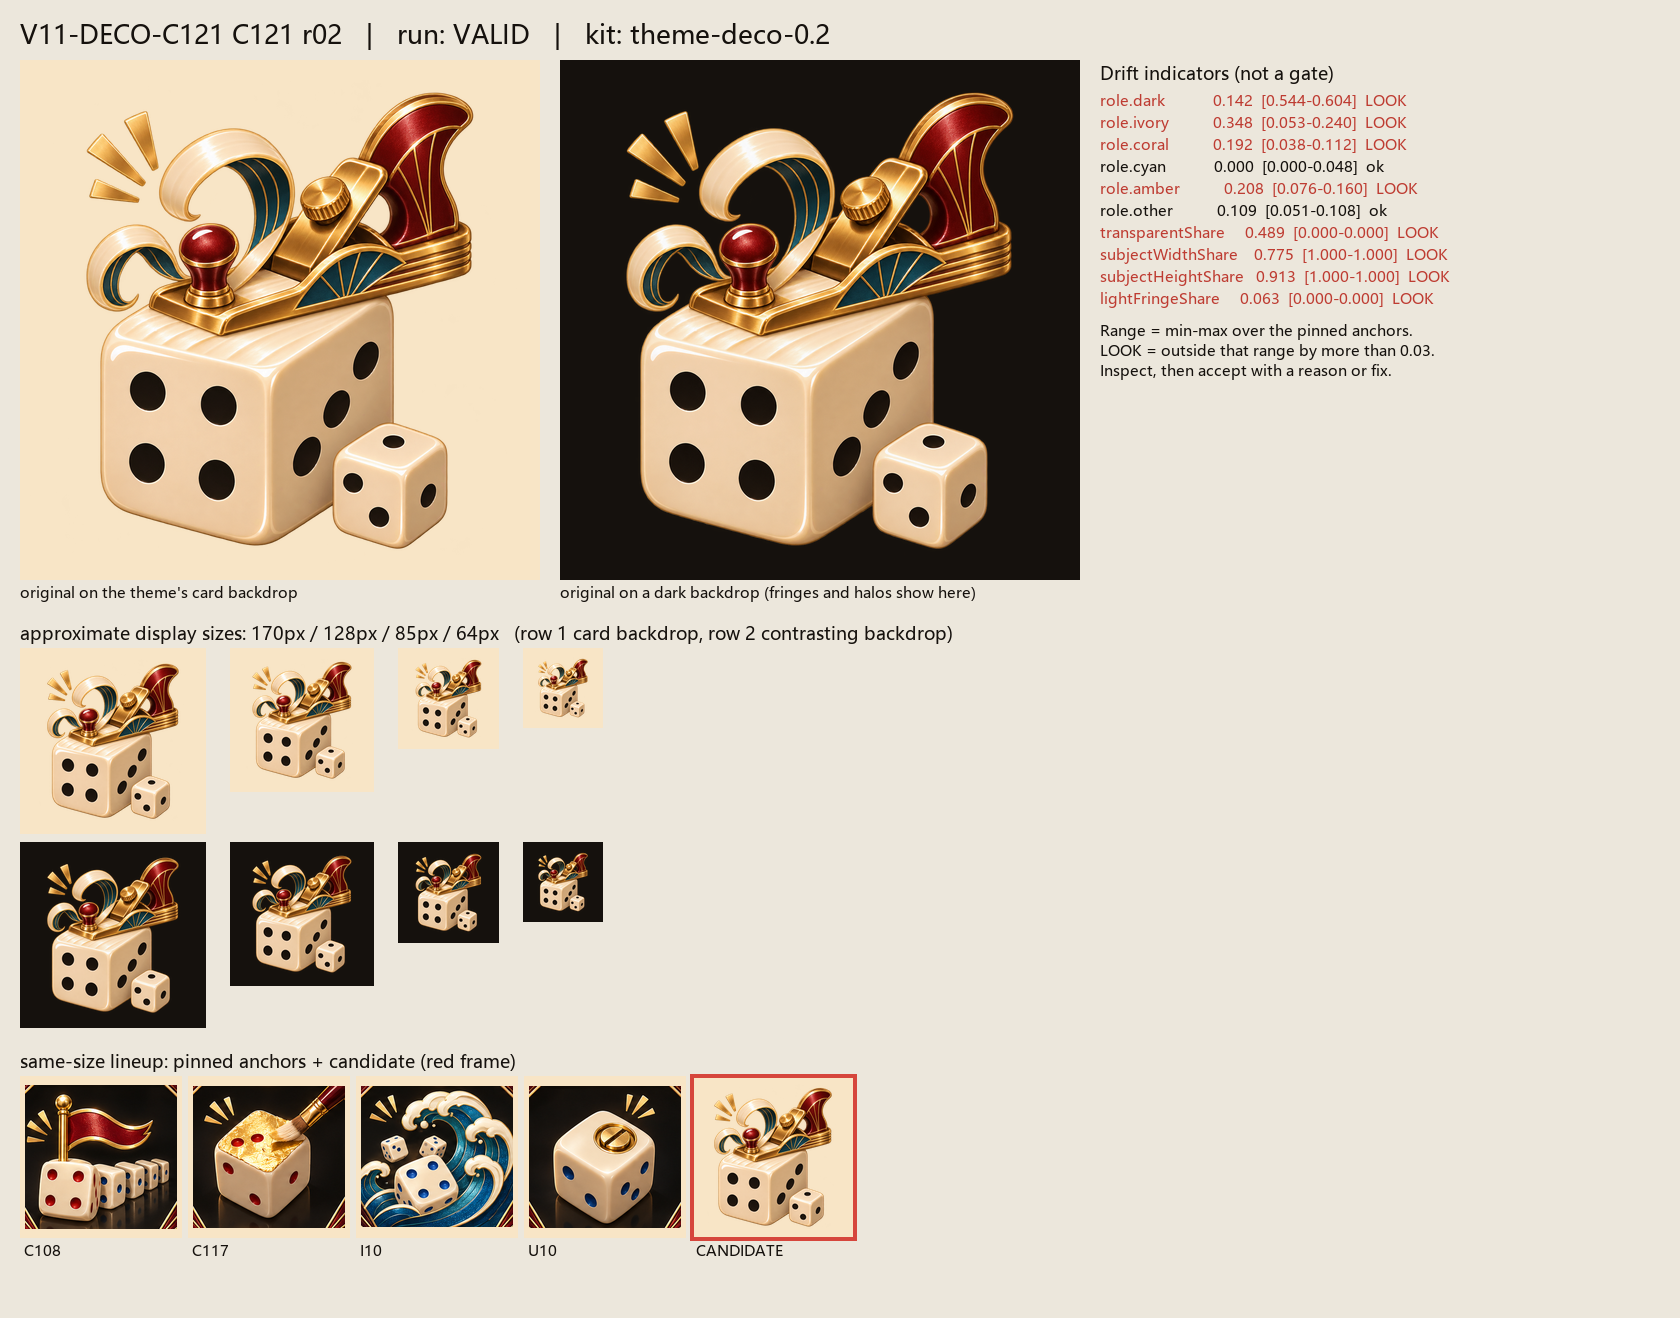 V11-DECO-C121 C121 r02 | run: VALID | kit: theme-deco-0.2
Drift indicators (not a gate)
role.dark 0.142 [0.544-0.604] LOOK
role.ivory 0.348 [0.053-0.240] LOOK
role.coral 0.192 [0.038-0.112] LOOK
role.cyan 0.000 [0.000-0.048] ok
role.amber 0.208 [0.076-0.160] LOOK
role.other 0.109 [0.051-0.108] ok
transparentShare 0.489 [0.000-0.000] LOOK
subjectWidthShare 0.775 [1.000-1.000] LOOK
subjectHeightShare 0.913 [1.000-1.000] LOOK
lightFringeShare 0.063 [0.000-0.000] LOOK
Range = min-max over the pinned anchors.
LOOK = outside that range by more than 0.03.
Inspect, then accept with a reason or fix.
original on the theme's card backdrop
original on a dark backdrop (fringes and halos show here)
approximate display sizes: 170px / 128px / 85px / 64px (row 1 card backdrop, row 2 contrasting backdrop)
same-size lineup: pinned anchors + candidate (red frame)
C108
C117
I10
U10
CANDIDATE